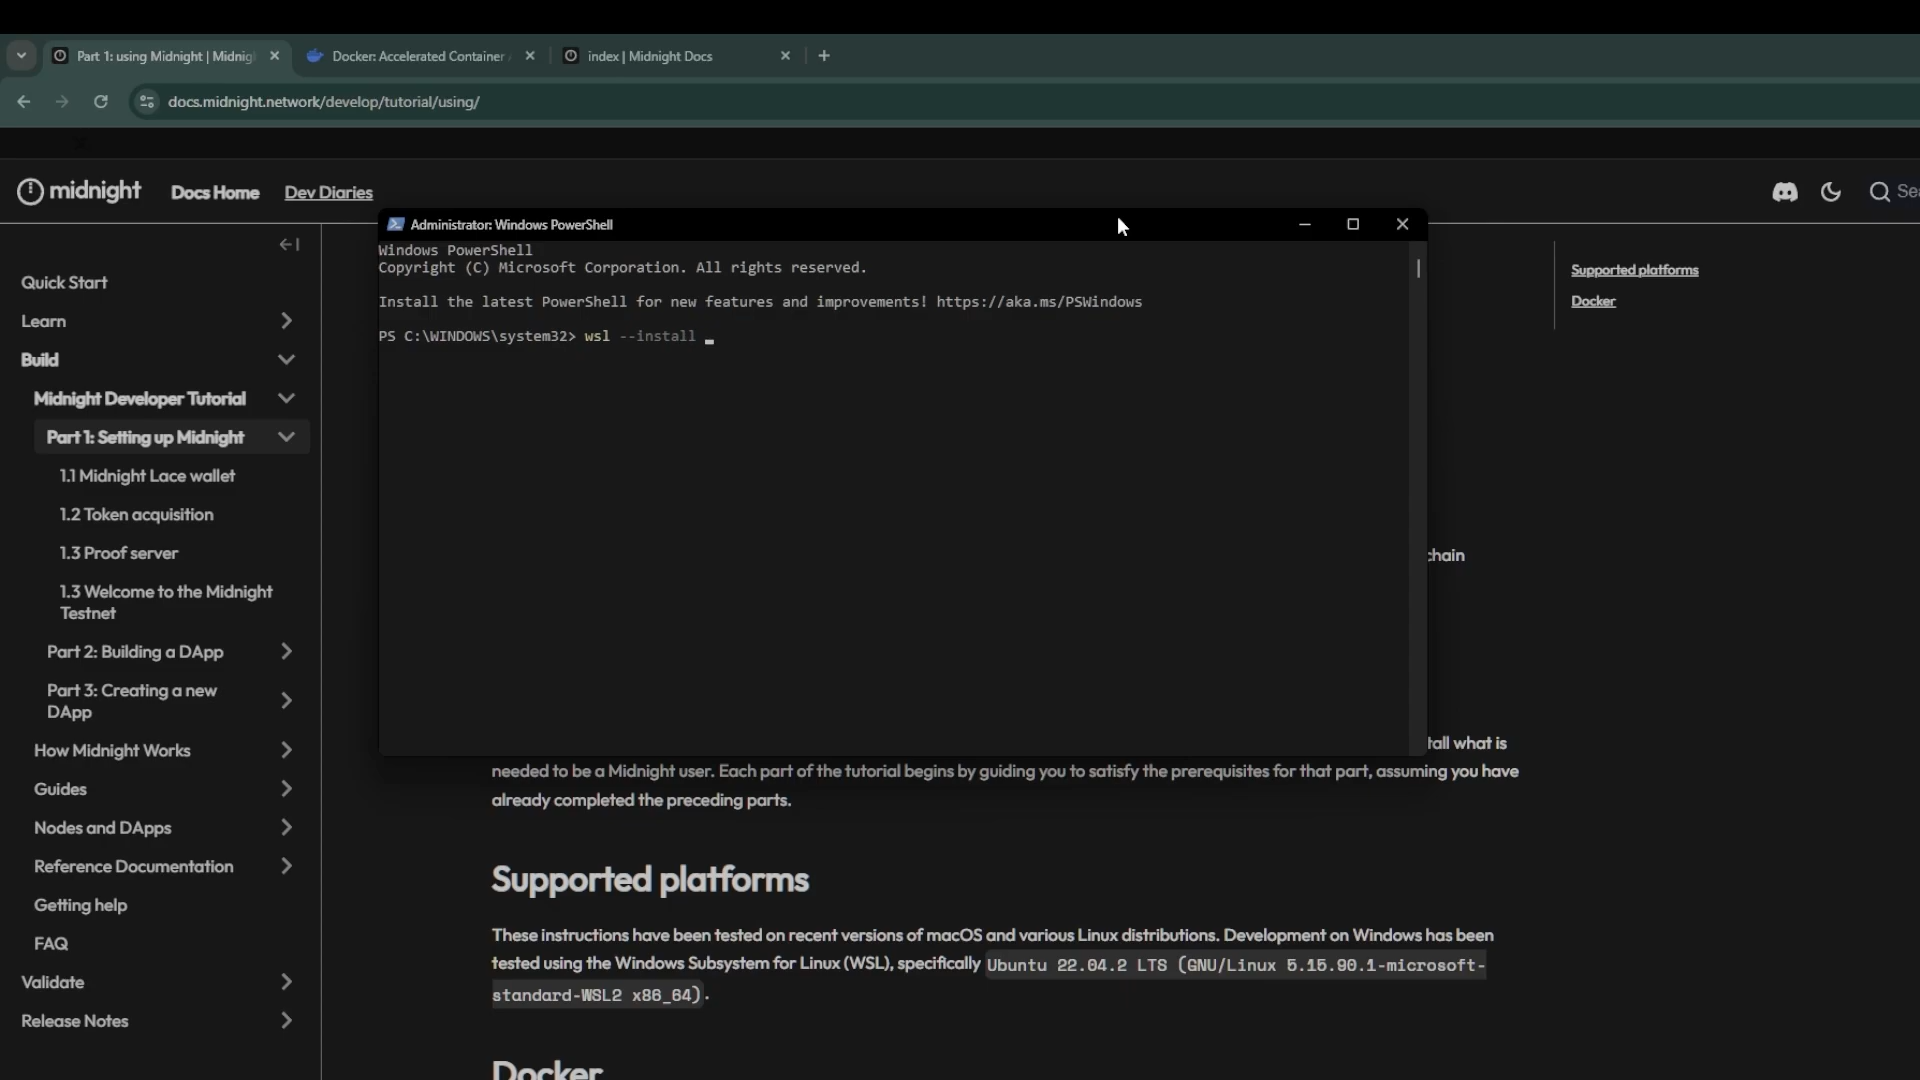 Part 1: using Midnight | Midnig
Docker: Accelerated Container
index | Midnight Docs
docs.midnight.network/develop/tutorial/using/
midnight
Docs Home
Dev Diaries
Sea
Administrator: Windows PowerShell
Windows PowerShell
Copyright (C) Microsoft Corporation. All rights reserved.
Install the latest PowerShell for new features and improvements! https://aka.ms/PSWindows
PS C:\WINDOWS\system32> wsl --install
Quick Start
Learn
Build
Midnight Developer Tutorial
Part 1: Setting up Midnight
1.1 Midnight Lace wallet
1.2 Token acquisition
1.3 Proof server
1.3 Welcome to the Midnight
Testnet
Part 2: Building a DApp
Part 3: Creating a new
DApp
How Midnight Works
Guides
Nodes and DApps
Reference Documentation
Getting help
FAQ
Validate
Release Notes
Supported platforms
Docker
chain
tall what is
needed to be a Midnight user. Each part of the tutorial begins by guiding you to satisfy the prerequisites for that part, assuming you have
already completed the preceding parts.
Supported platforms
These instructions have been tested on recent versions of macOS and various Linux distributions. Development on Windows has been
tested using the Windows Subsystem for Linux (WSL), specifically Ubuntu 22.04.2 LTS (GNU/Linux 5.15.90.1-microsoft-
standard-WSL2 x86_64).
Docker